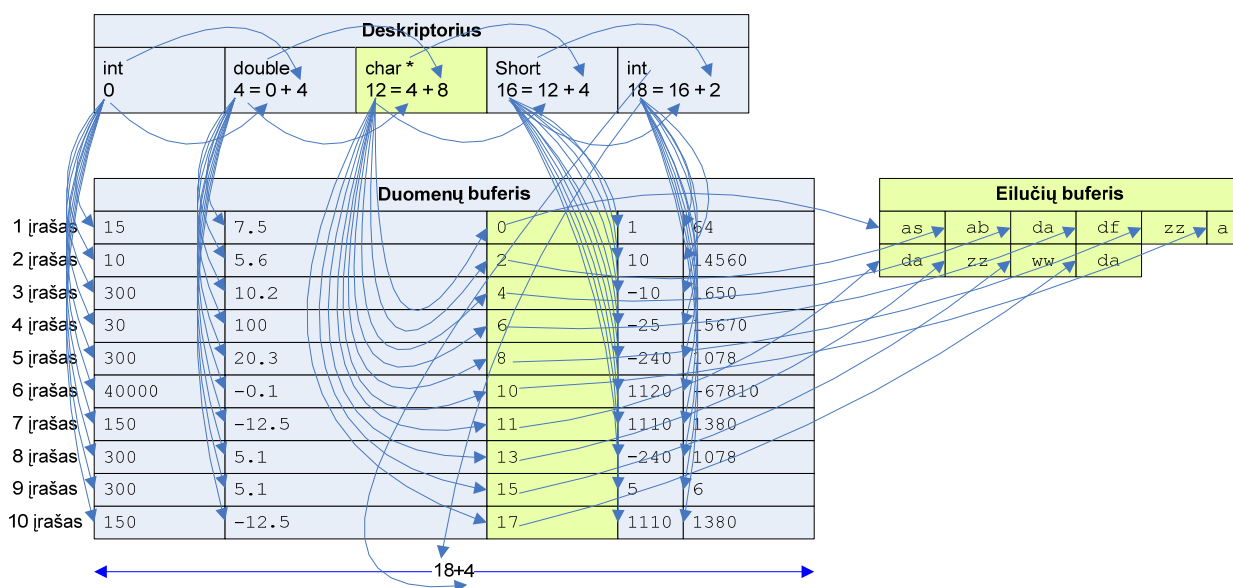 Deskriptorius
int double char * Short int
0 4 = 0 + 4 12 = 4 + 8 16 = 12 + 4 18 = 16 + 2
Duomenų buferis Eilučių buferis
1 įrašas 15 7.5 0 1 64 as ab da df zz a
2 įrašas 10 5.6 2 10 14560 da zz ww da
3 įrašas 300 10.2 4 -10 1650
4 įrašas 30 100 6 -25 15670
5 įrašas 300 20.3 8 -240 1078
6 įrašas 40000 -0.1 10 1120 -67810
7 įrašas 150 -12.5 11 1110 1380
8 įrašas 300 5.1 13 -240 1078
9 įrašas 300 5.1 15 5 6
10 įrašas 150 -12.5 17 1110 1380
18+4